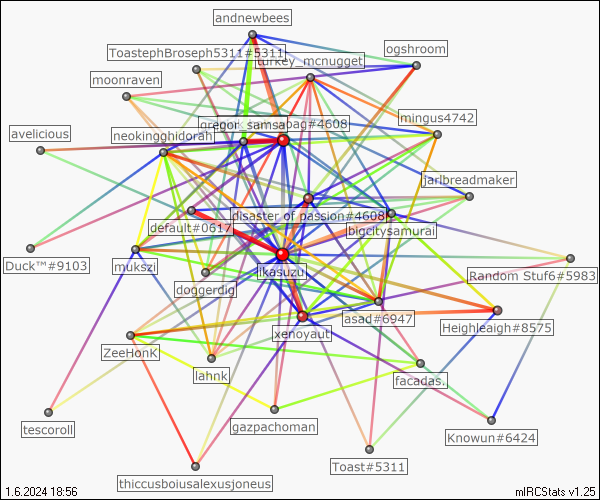 andnewbees
ToastephBroseph5311#5311
ogshroom
turkey_mcnugget
moonraven
mingus4742
gregor_samsa
bag#4608
avelicious
neokingghidorah
jarlbreadmaker
disaster of passion#4608
default#0617
bigcitysamurai
Duck™#9103
mukszi
ilkasuzu
Random Stuf6#5983
doggerdig
asad#6947
Heighleaigh#8575
xenoyaut
ZeeHonk
lahnk
facadas.
tescoroll
gazpachoman
Knowun#6424
thiccusboiusalexusjoneus
Toast#5311
1.6.2024 18:56
mIRCStats v1.25